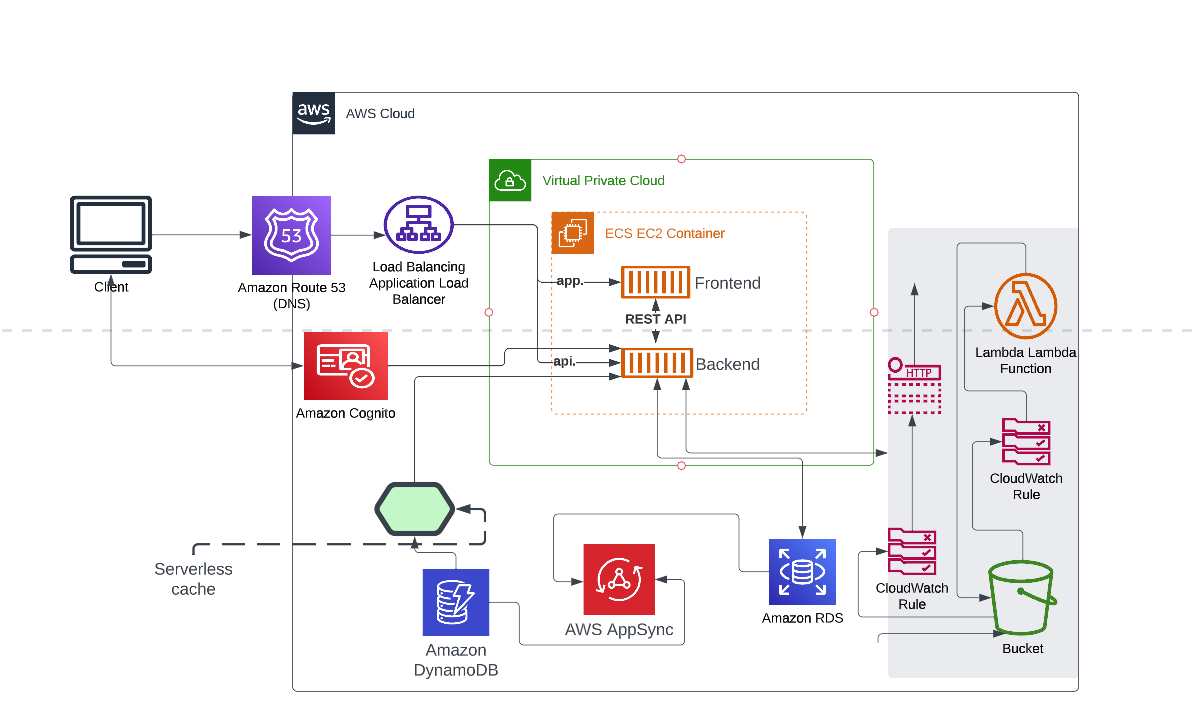 aws
AWS Cloud
Virtual Private Cloud
ECS EC2 Container
53
Client
Amazon Route 53
(DNS)
Load Balancing
Application Load
Balancer
app.
Frontend
REST API
api.
Backend
Amazon Cognito
HTTP
Lambda Lambda
Function
CloudWatch
Rule
CloudWatch
Rule
Serverless
cache
Amazon
DynamoDB
AWS AppSync
Amazon RDS
Bucket